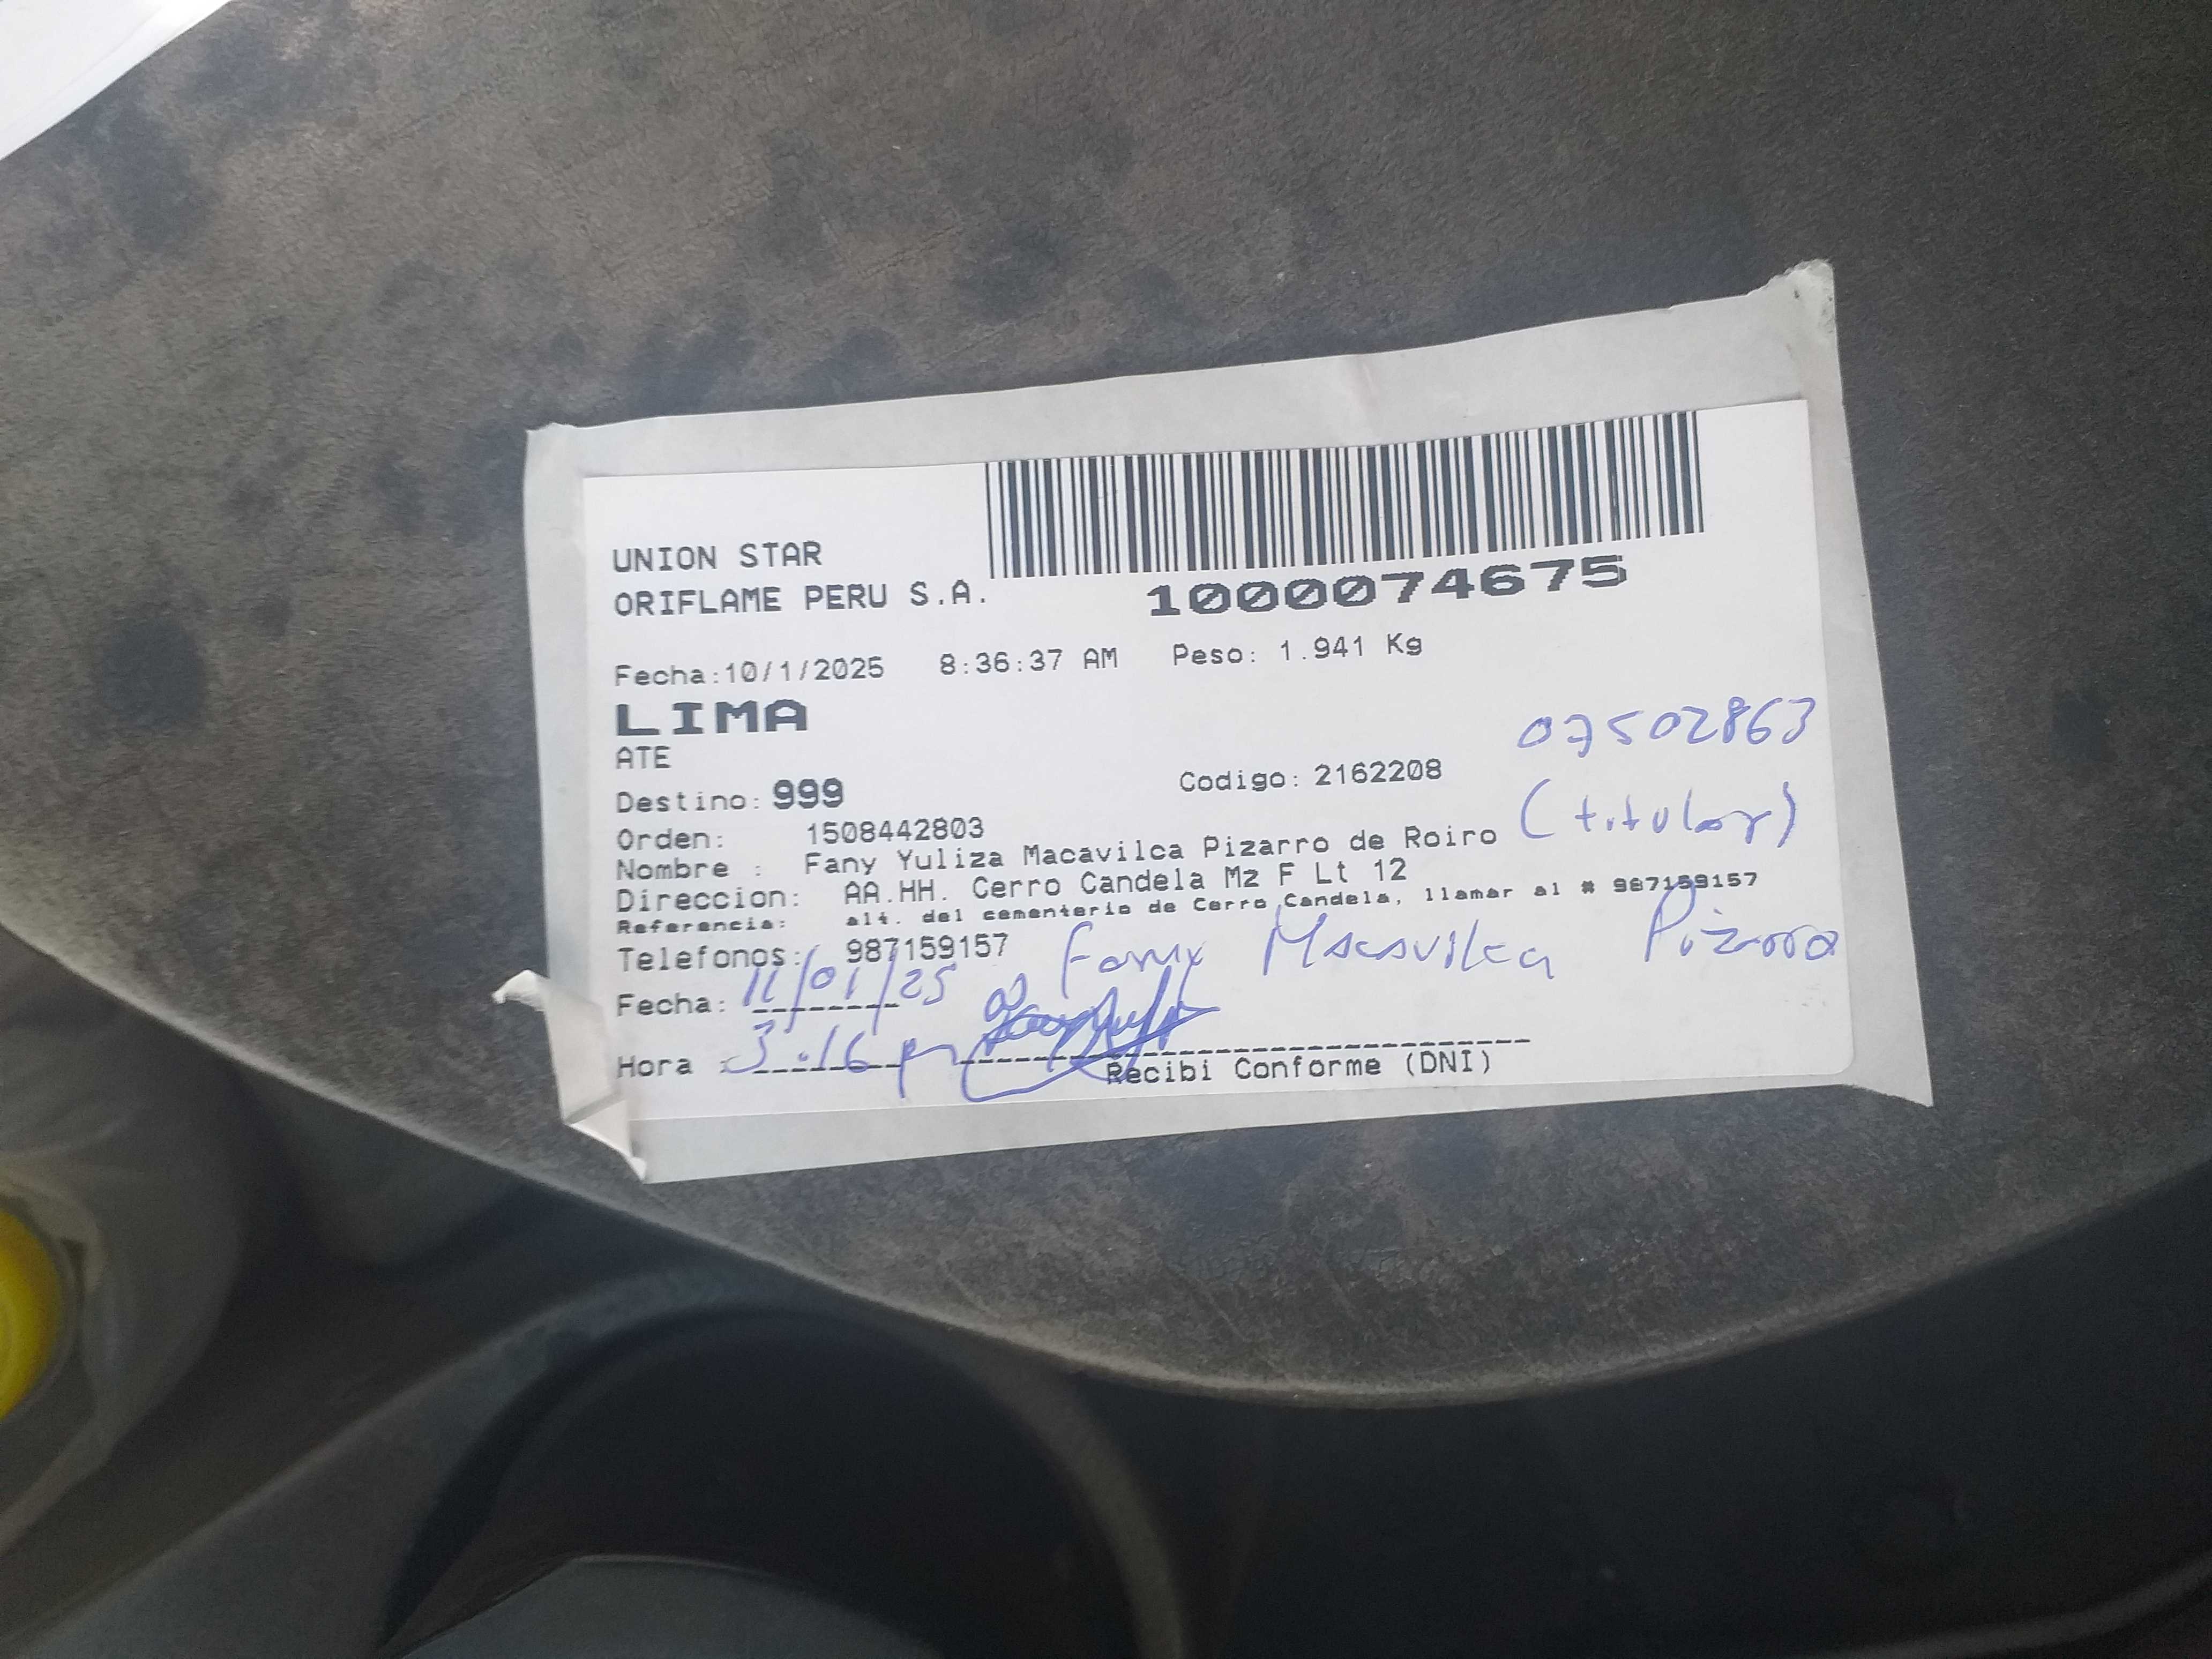 UNION STAR
ORIFLAME PERU S.A.
1000074675
Fecha:10/1/2025 8:36:37 AM Peso: 1.941 Kg
LIMA
07502863
ATE
Destino: 999 Codigo: 2162208
(titular)
Orden: 1508442803
Nombre : Fany Yuliza Macavilca Pizarro de Roiro
Direccion: AA.HH. Cerro Candela Mz F Lt 12
Referencia: alt. del cementerio de Cerro Candela, llamar al # 987159157
Telefonos: 987159157
Fany Macavilca Pizarro
Fecha: 11/01/25
Hora : 3:16 p
Recibi Conforme (DNI)